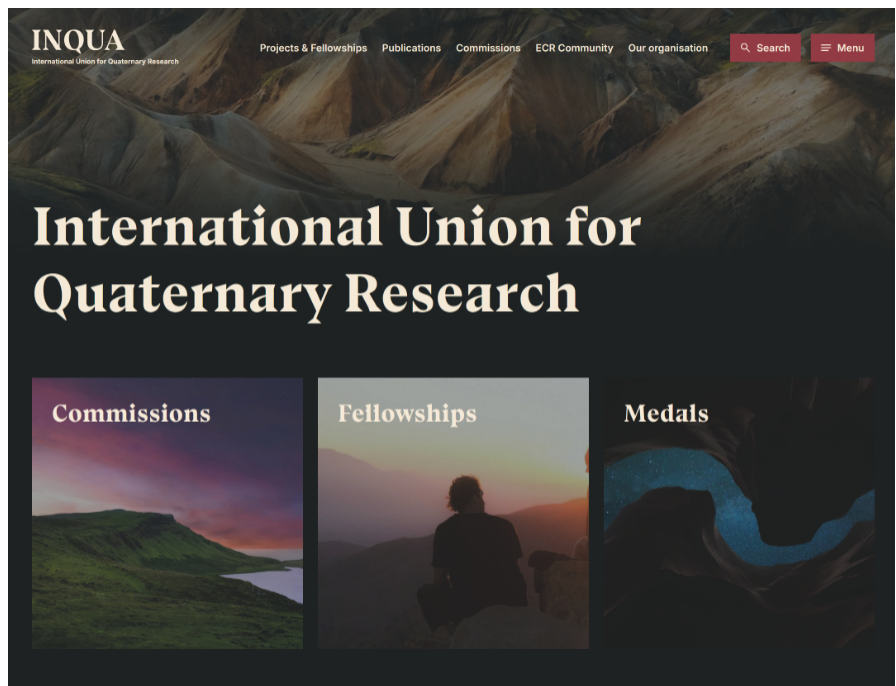 INQUA
International Union for Quaternary Research
Projects & Fellowships
Publications
Commissions
ECR Community
Our organisation
Search
Menu
International Union for
Quaternary Research
Commissions
Fellowships
Medals